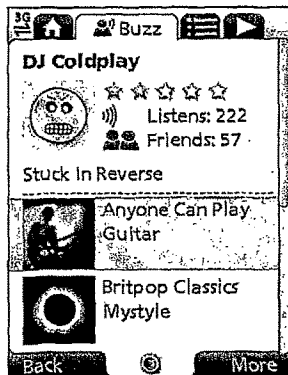 3G
Buzz
DJ Coldplay
Listens: 222
Friends: 57
Stuck In Reverse
Anyone Can Play
Guitar
Britpop Classics
Mystyle
Back
More